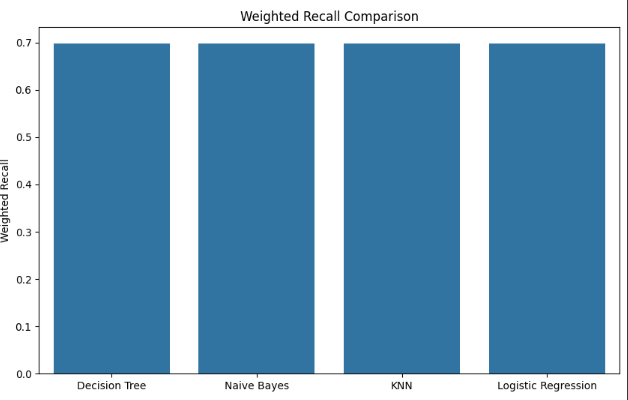 Weighted Recall Comparison
Weighted Recall
0.7
0.6
0.5
0.4
0.3
0.2
0.1
0.0
Decision Tree
Naive Bayes
KNN
Logistic Regression